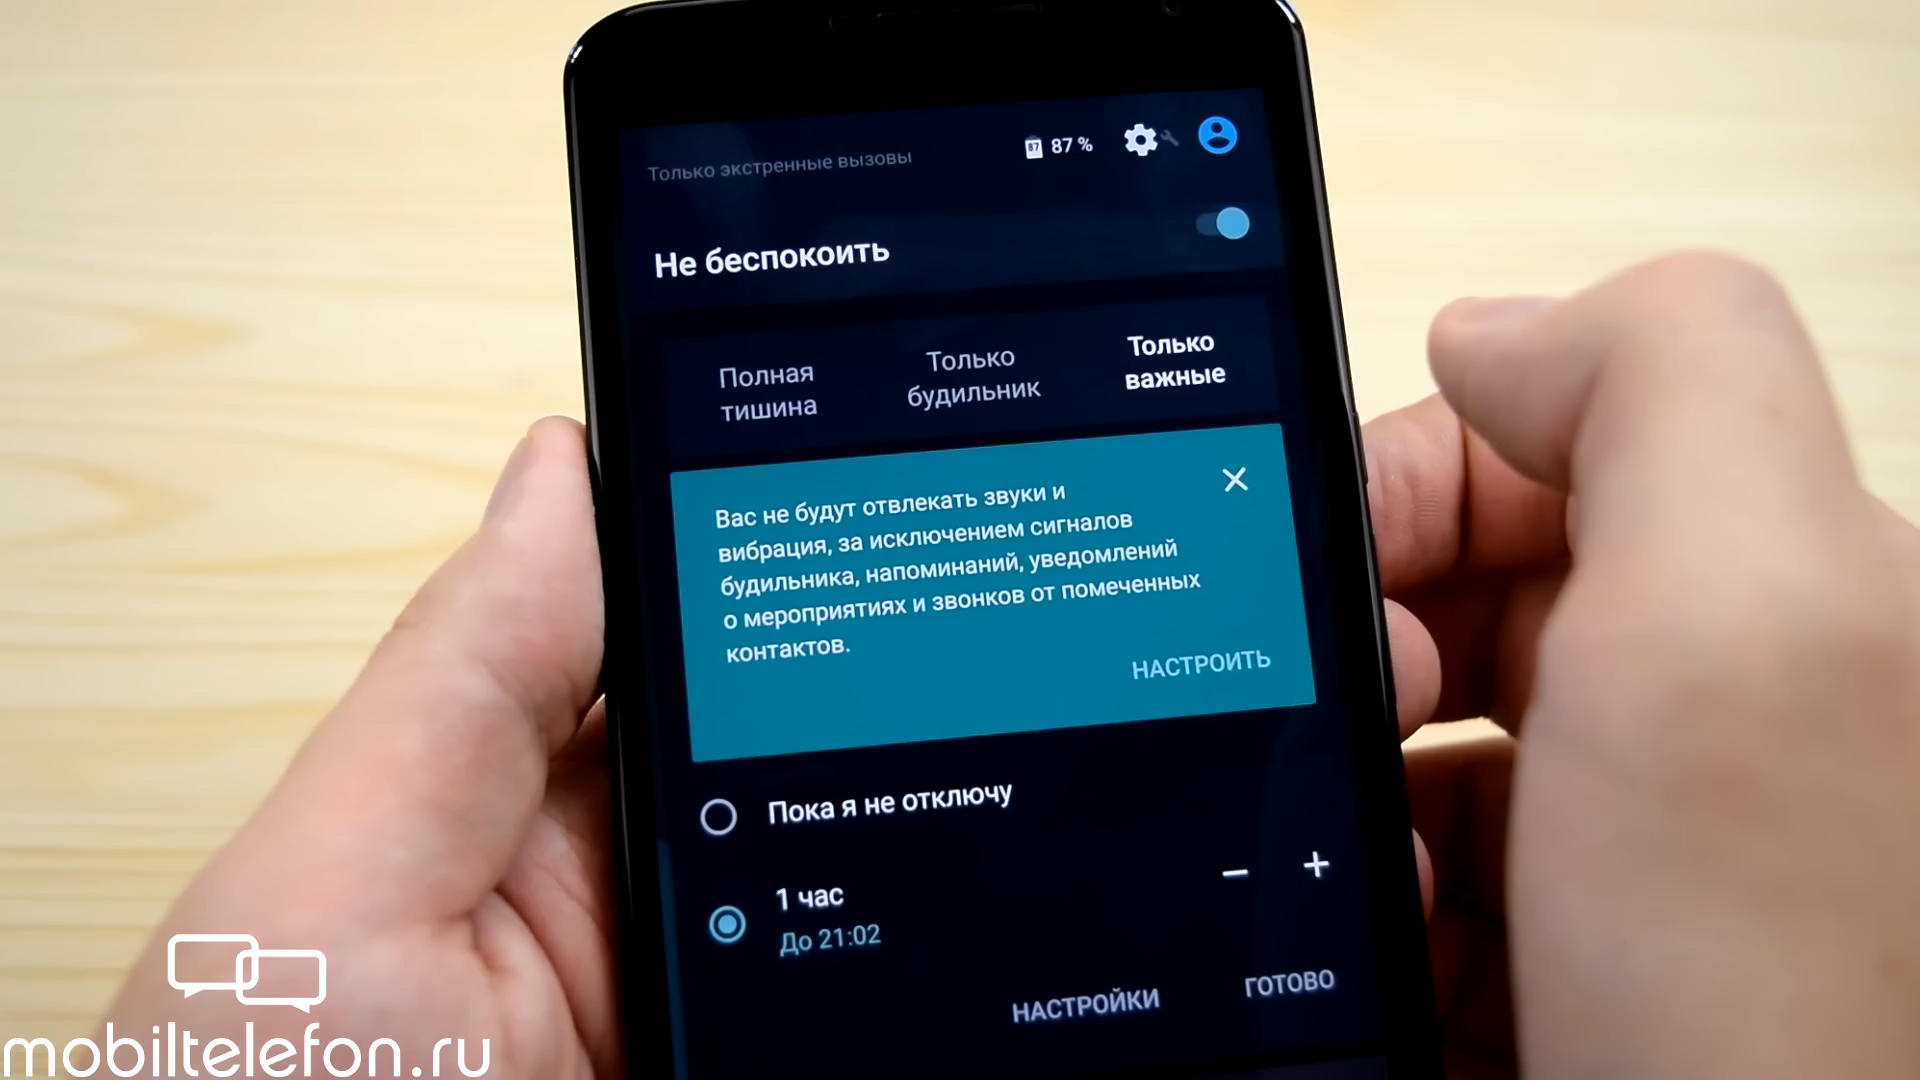 Только экстренные вызовы
87
87 %
Не беспокоить
Полная
тишина
Только
будильник
Только
важные
Вас не будут отвлекать звуки и
вибрация, за исключением сигналов
будильника, напоминаний, уведомлений
о мероприятиях и звонков от помеченных
контактов.
НАСТРОИТЬ
Пока я не отключу
1 час
До 21:02
НАСТРОЙКИ
ГОТОВО
mobiltelefon.ru